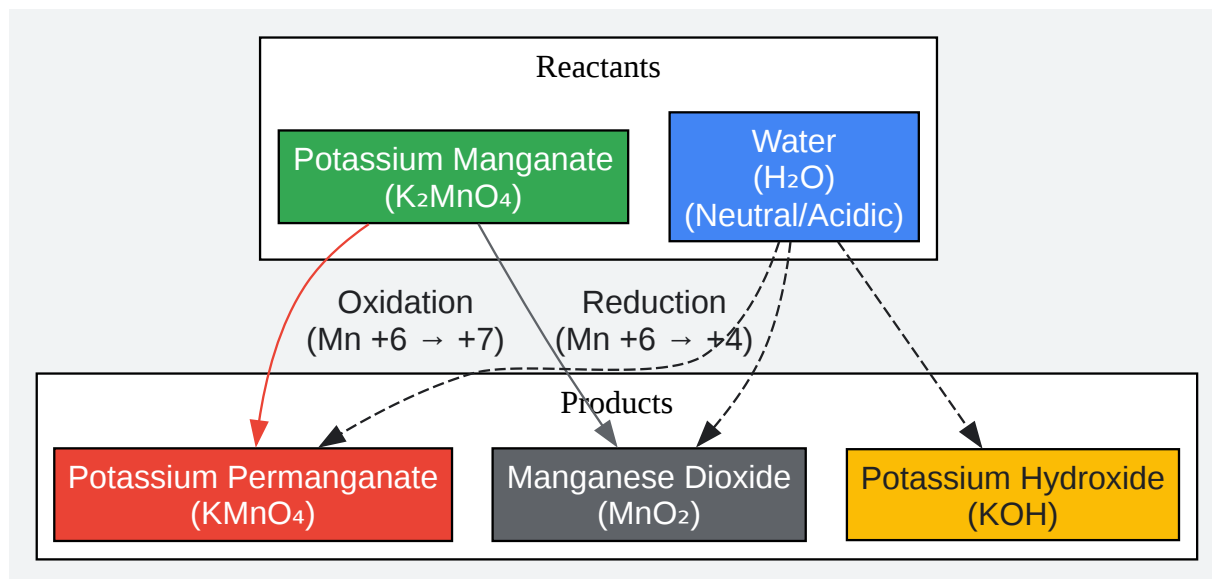 Reactants
Potassium Manganate
(K₂MnO₄)
Water
(H₂O)
(Neutral/Acidic)
Oxidation
(Mn +6 → +7)
Reduction
(Mn +6 → +4)
Products
Potassium Permanganate
(KMnO₄)
Manganese Dioxide
(MnO₂)
Potassium Hydroxide
(KOH)